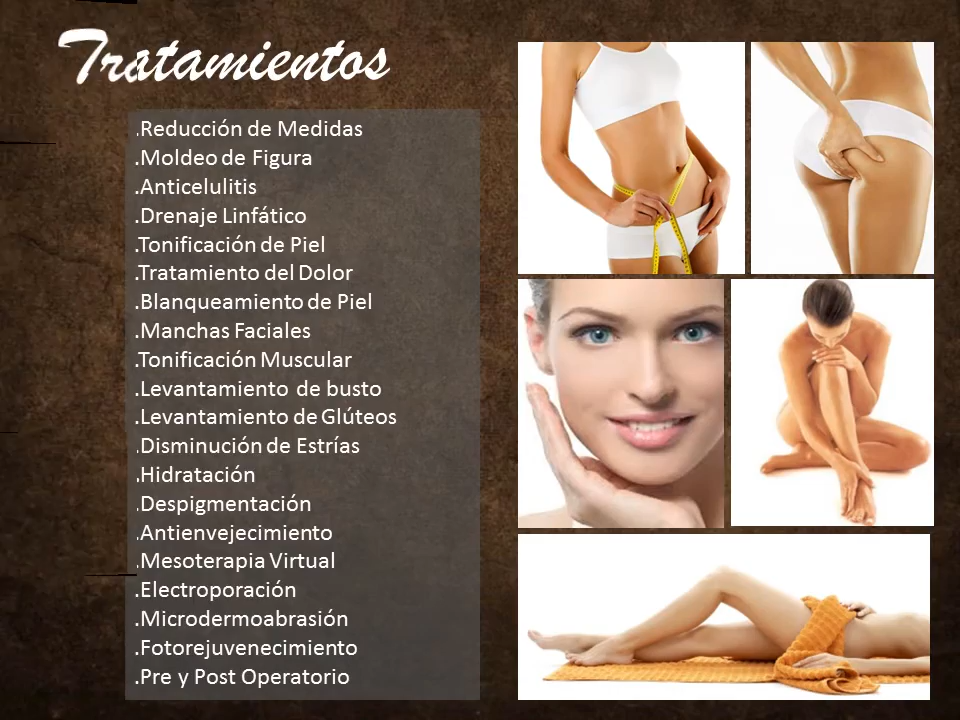 Tratamientos
.Reducción de Medidas
.Moldeo de Figura
.Anticelulitis
.Drenaje Linfático
.Tonificación de Piel
.Tratamiento del Dolor
.Blanqueamiento de Piel
.Manchas Faciales
.Tonificación Muscular
.Levantamiento de busto
.Levantamiento de Glúteos
.Disminución de Estrías
.Hidratación
.Despigmentación
.Antienvejecimiento
.Mesoterapia Virtual
.Electroporación
.Microdermoabrasión
.Fotorejuvenecimiento
.Pre y Post Operatorio